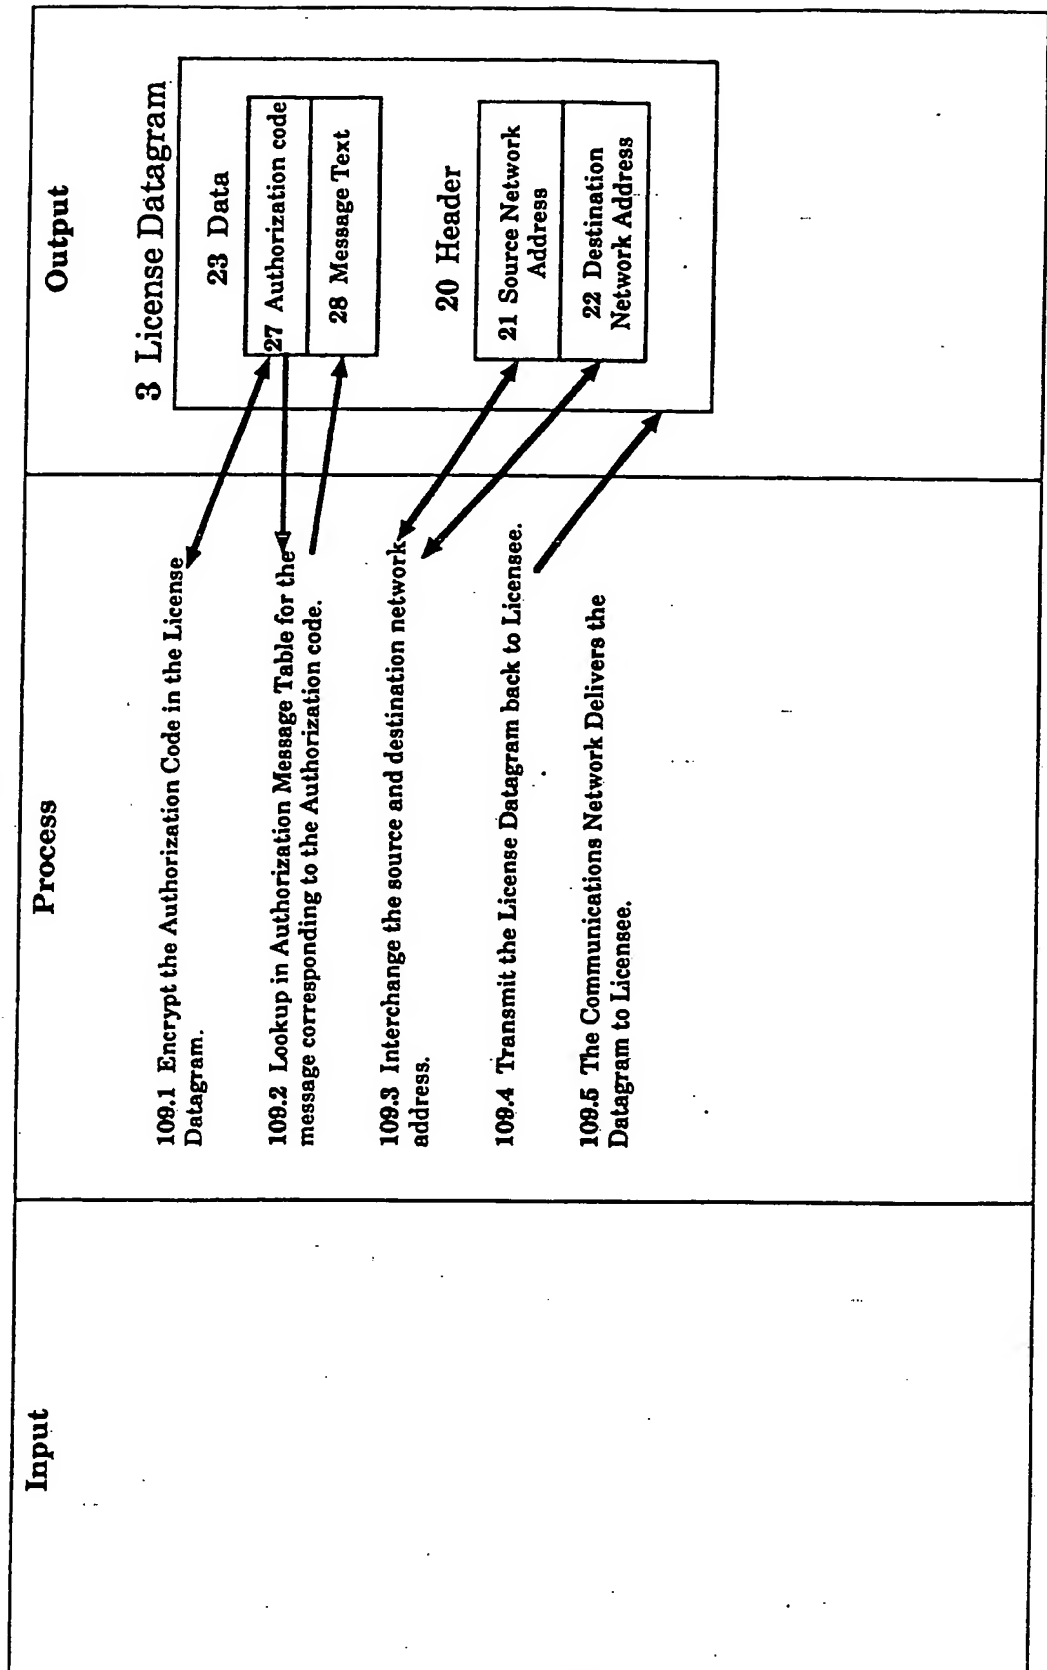 Input
Process
Output
109.1 Encrypt the Authorization Code in the License
Datagram.
109.2 Lookup in Authorization Message Table for the
message corresponding to the Authorization code.
109.3 Interchange the source and destination network
address.
109.4 Transmit the License Datagram back to Licensee.
109.5 The Communications Network Delivers the
Datagram to Licensee.
3 License Datagram
23 Data
27 Authorization code
28 Message Text
20 Header
21 Source Network
Address
22 Destination
Network Address